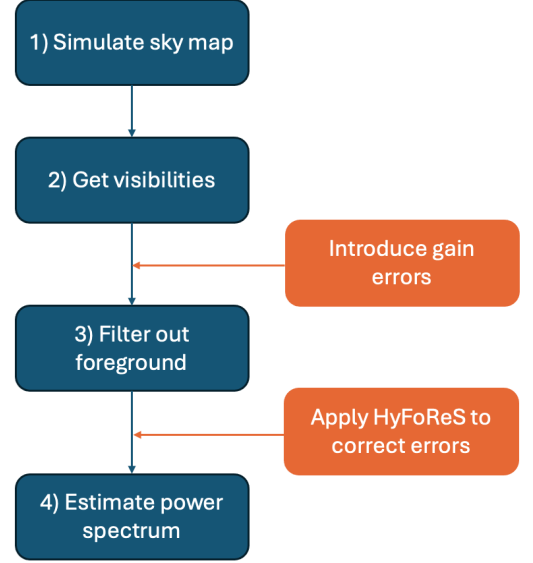 1) Simulate sky map
2) Get visibilities
Introduce gain
errors
3) Filter out
foreground
Apply HyFoReS to
correct errors
4) Estimate power
spectrum